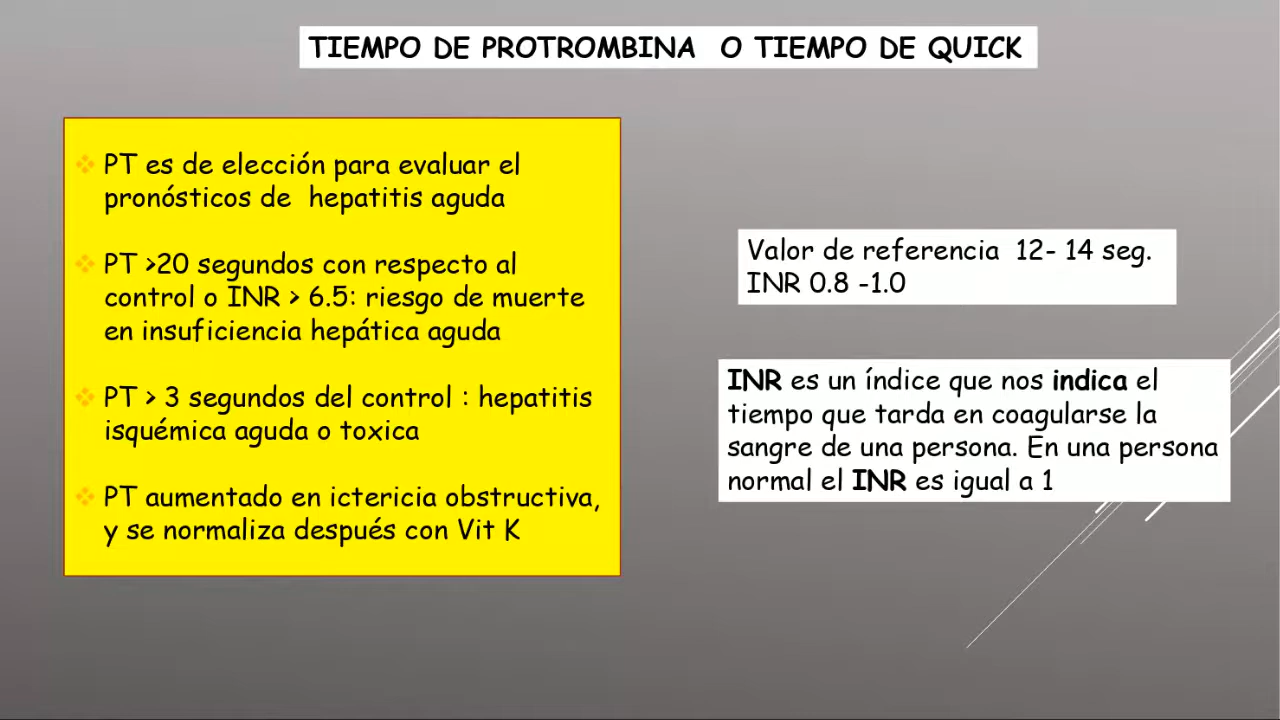 TIEMPO DE PROTROMBINA O TIEMPO DE QUICK
PT es de elección para evaluar el
pronósticos de hepatitis aguda
PT >20 segundos con respecto al
control o INR > 6.5: riesgo de muerte
en insuficiencia hepática aguda
PT > 3 segundos del control : hepatitis
isquémica aguda o toxica
PT aumentado en ictericia obstructiva,
y se normaliza después con Vit K
Valor de referencia 12- 14 seg.
INR 0.8 -1.0
INR es un índice que nos indica el
tiempo que tarda en coagularse la
sangre de una persona. En una persona
normal el INR es igual a 1